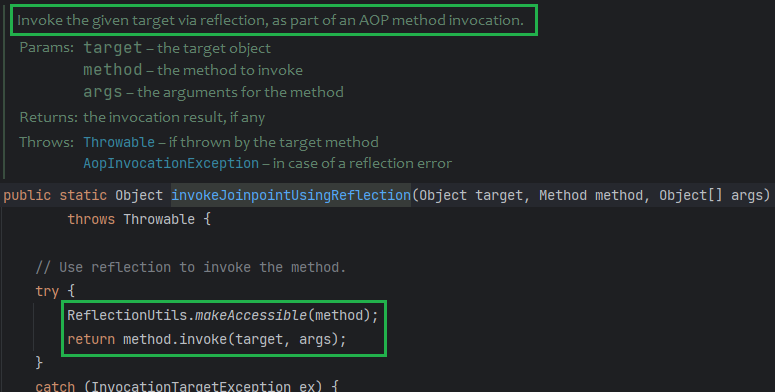 Invoke the given target via reflection, as part of an AOP method invocation.
Params: target – the target object
method – the method to invoke
args – the arguments for the method
Returns: the invocation result, if any
Throws: Throwable – if thrown by the target method
AopInvocationException – in case of a reflection error
public static Object invokeJoinpointUsingReflection(Object target, Method method, Object[] args)
throws Throwable {
// Use reflection to invoke the method.
try {
ReflectionUtils.makeAccessible(method);
return method.invoke(target, args);
}
catch (InvocationTargetException ex) {